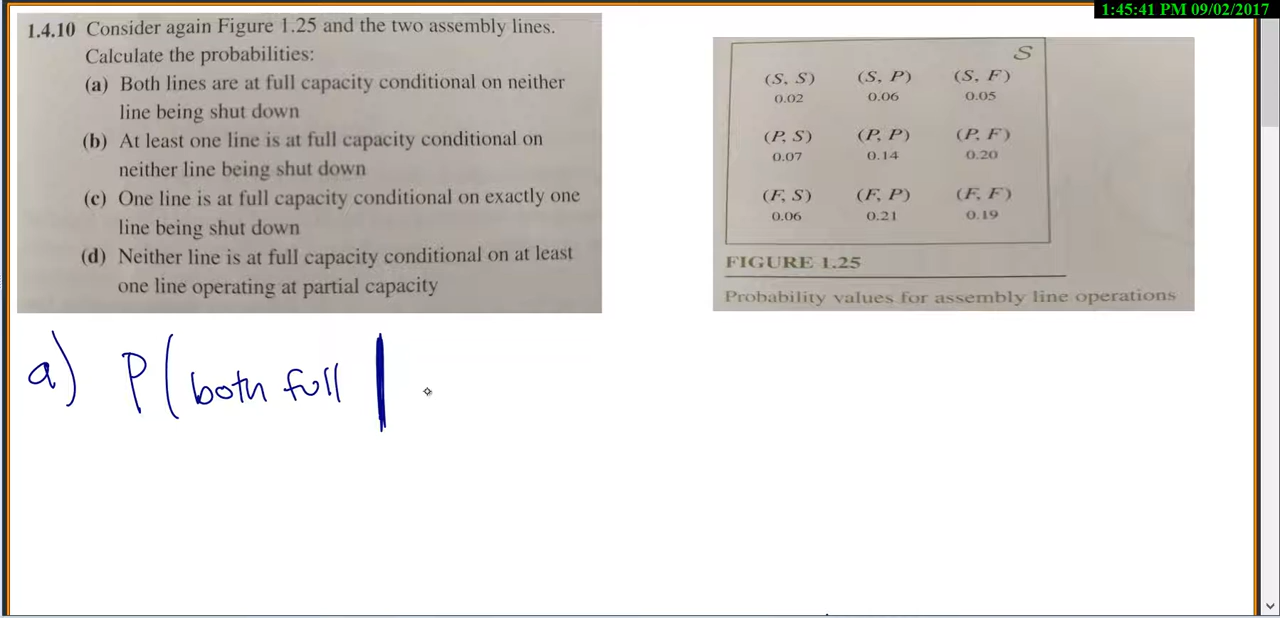 1:45:41 PM 09/02/2017
1.4.10 Consider again Figure 1.25 and the two assembly lines.
Calculate the probabilities:
(a) Both lines are at full capacity conditional on neither
line being shut down
(b) At least one line is at full capacity conditional on
neither line being shut down
(c) One line is at full capacity conditional on exactly one
line being shut down
(d) Neither line is at full capacity conditional on at least
one line operating at partial capacity
S
(S, S) (S, P) (S, F)
0.02 0.06 0.05
(P, S) (P, P) (P, F)
0.07 0.14 0.20
(F, S) (F, P) (F, F)
0.06 0.21 0.19
FIGURE 1.25
Probability values for assembly line operations
a) P( both full |